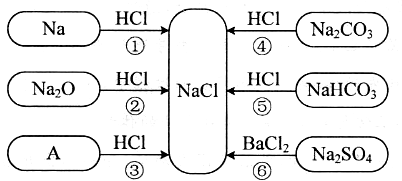 Na HCl ① HCl ④ Na₂CO₃
Na₂O HCl ② NaCl HCl ⑤ NaHCO₃
A HCl ③ BaCl₂ ⑥ Na₂SO₄